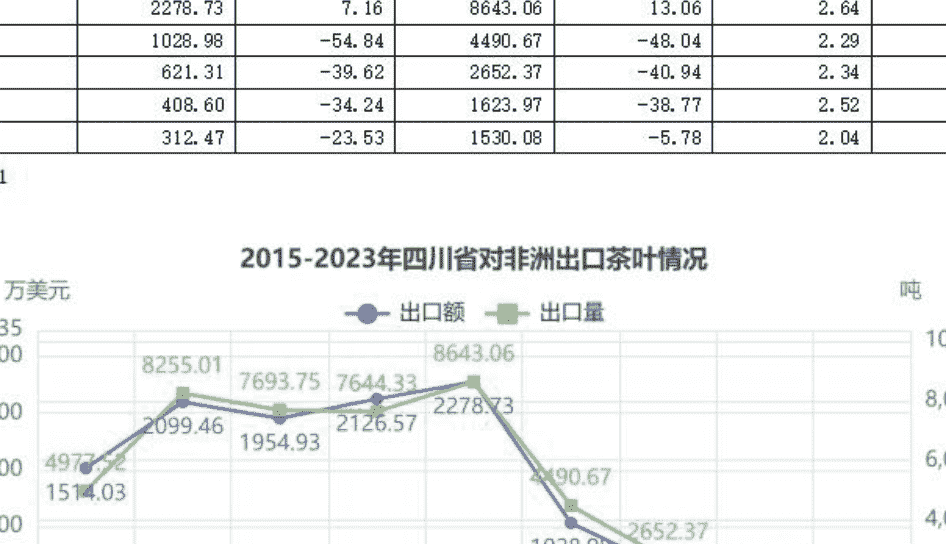 2278.73 7.16 8643.06 13.06 2.64
1028.98 -54.84 4490.67 -48.04 2.29
621.31 -39.62 2652.37 -40.94 2.34
408.60 -34.24 1623.97 -38.77 2.52
312.47 -23.53 1530.08 -5.78 2.04
1
2015-2023年四川省对非洲出口茶叶情况
万美元 吨
出口额 出口量
8643.06
8255.01
7693.75 7644.33
2278.73
2099.46 2126.57
1954.93
4977.52
4490.67
1514.03
2652.37